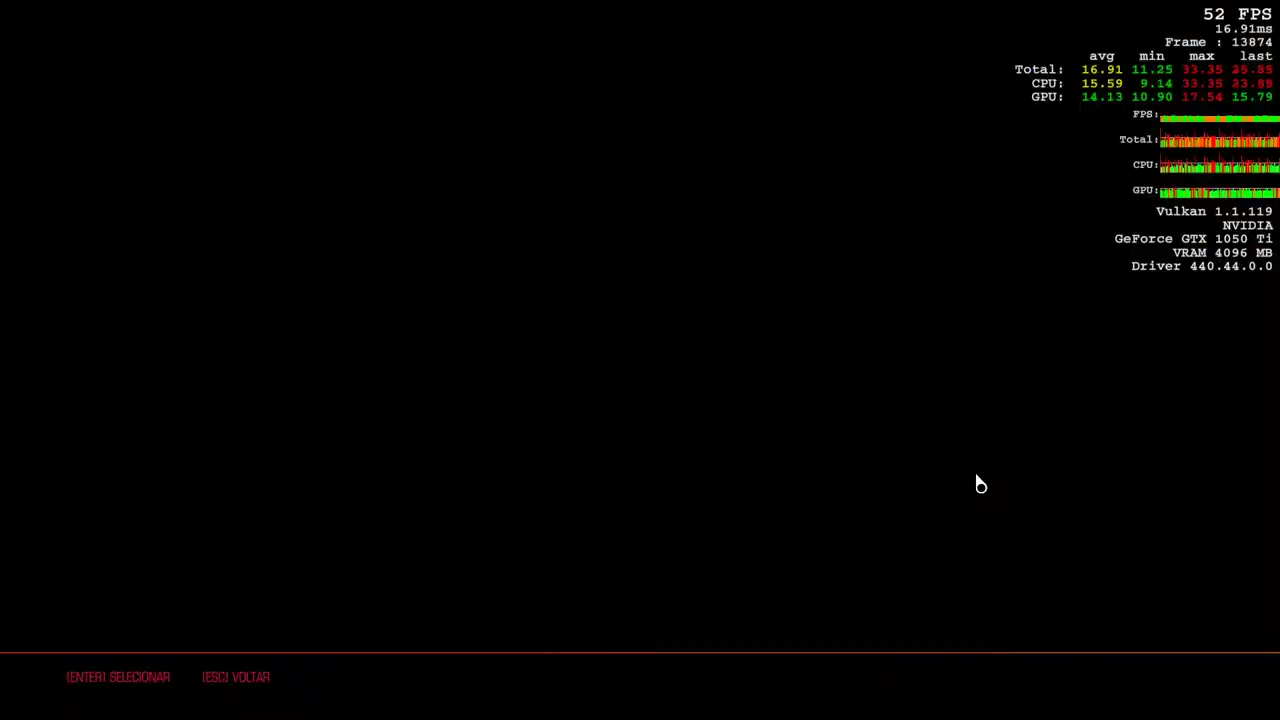 52 FPS
16.91ms
Frame : 13874
avg min max last
Total: 16.91 11.25 33.35 25.85
CPU: 15.59 9.14 33.35 23.88
GPU: 14.13 10.90 17.54 15.79
FPS:
Total:
CPU:
GPU:
Vulkan 1.1.119
NVIDIA
GeForce GTX 1050 Ti
VRAM 4096 MB
Driver 440.44.0.0
[ENTER] SELECIONAR [ESC] VOLTAR